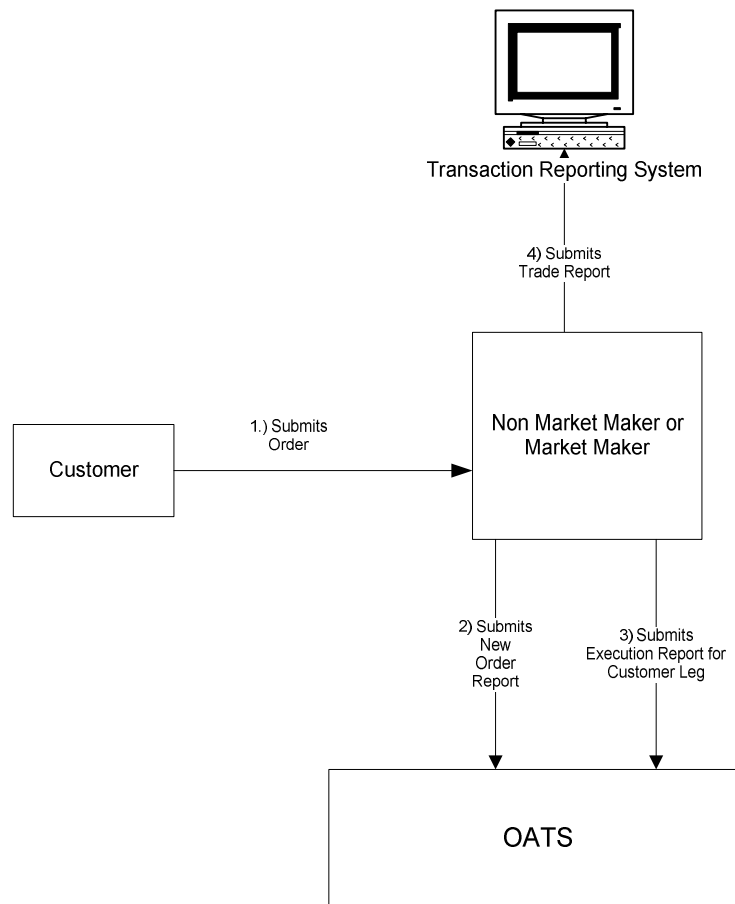 Transaction Reporting System
4) Submits
Trade Report
Non Market Maker or
Market Maker
1.) Submits
Order
Customer
2) Submits
New
Order
Report
3) Submits
Execution Report for
Customer Leg
OATS